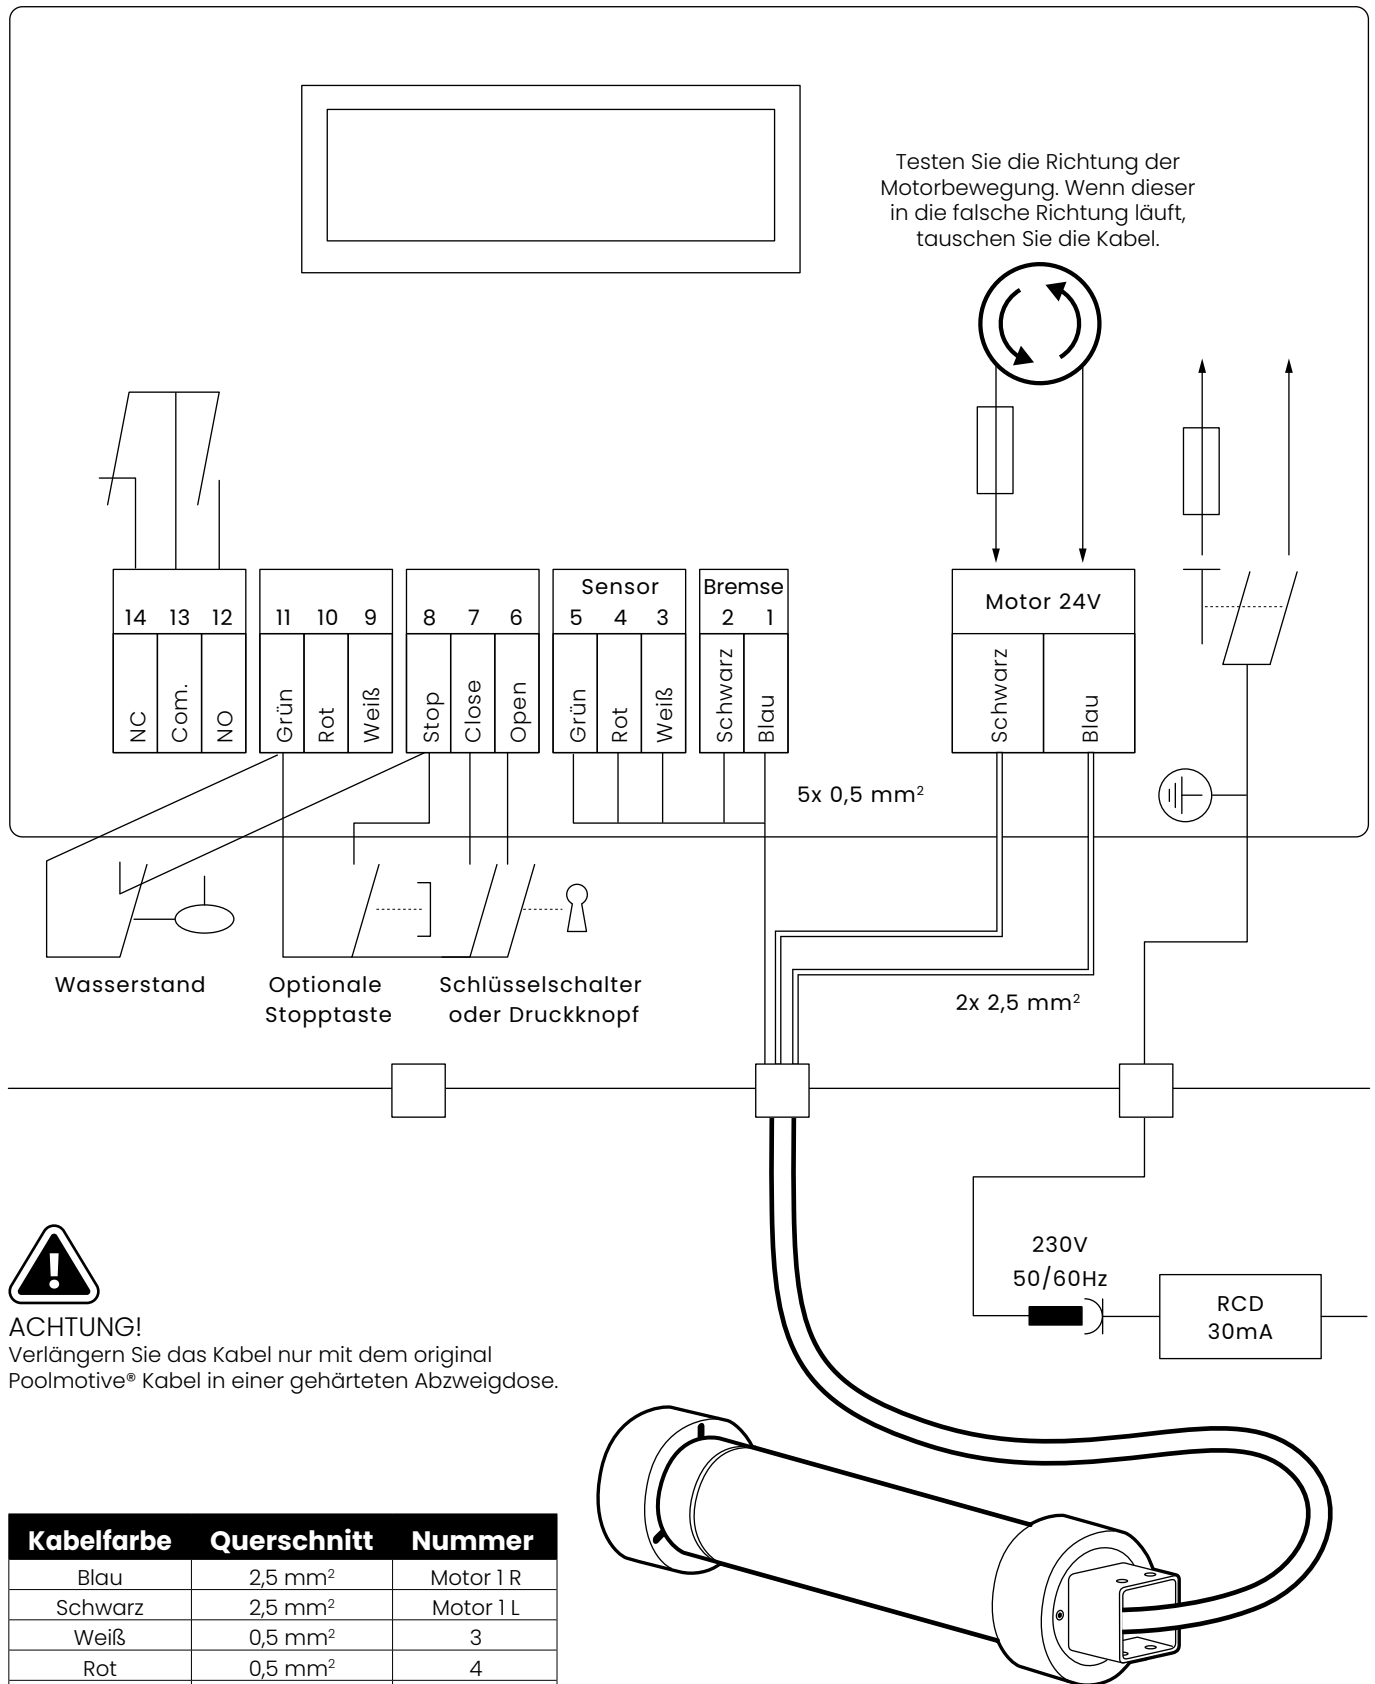 Testen Sie die Richtung der
Motorbewegung. Wenn dieser
in die falsche Richtung läuft,
tauschen Sie die Kabel.
Sensor
Bremse
Motor 24V
14 13 12
11 10 9
8 7 6
5 4 3
2 1
NC
Com.
NO
Grün
Rot
Weiß
Stop
Close
Open
Grün
Rot
Weiß
Schwarz
Blau
Schwarz
Blau
5x 0,5 mm²
Wasserstand
Optionale
Stopptaste
Schlüsselschalter
oder Druckknopf
2x 2,5 mm²
230V
50/60Hz
RCD
30mA
!
ACHTUNG!
Verlängern Sie das Kabel nur mit dem original
Poolmotive® Kabel in einer gehärteten Abzweigdose.
Kabelfarbe Querschnitt Nummer
Blau 2,5 mm² Motor 1 R
Schwarz 2,5 mm² Motor 1 L
Weiß 0,5 mm² 3
Rot 0,5 mm² 4